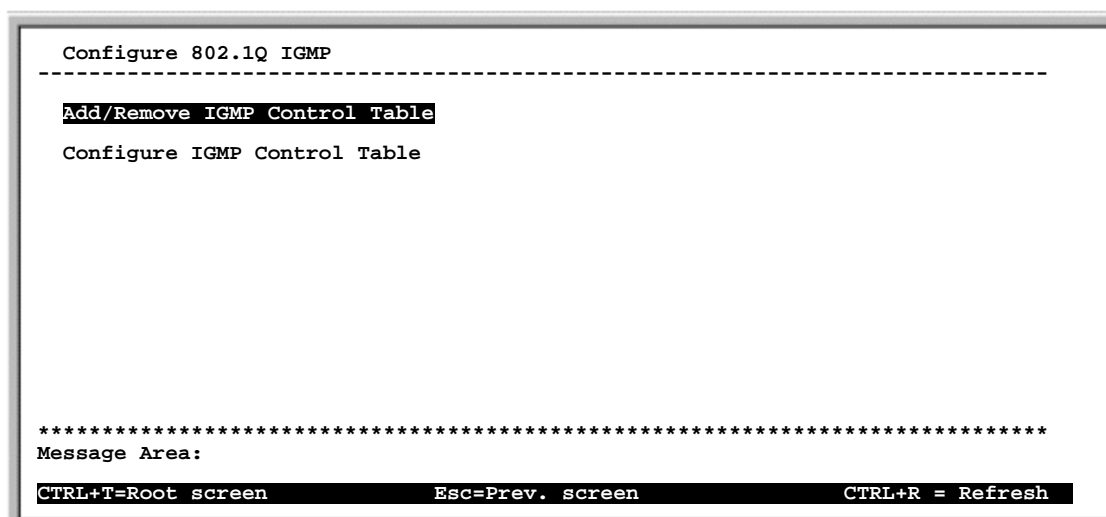 Configure 802.1Q IGMP
--------------------------------------------------------------------------------
Add/Remove IGMP Control Table
Configure IGMP Control Table
********************************************************************************
Message Area:
CTRL+T=Root screen Esc=Prev. screen CTRL+R = Refresh